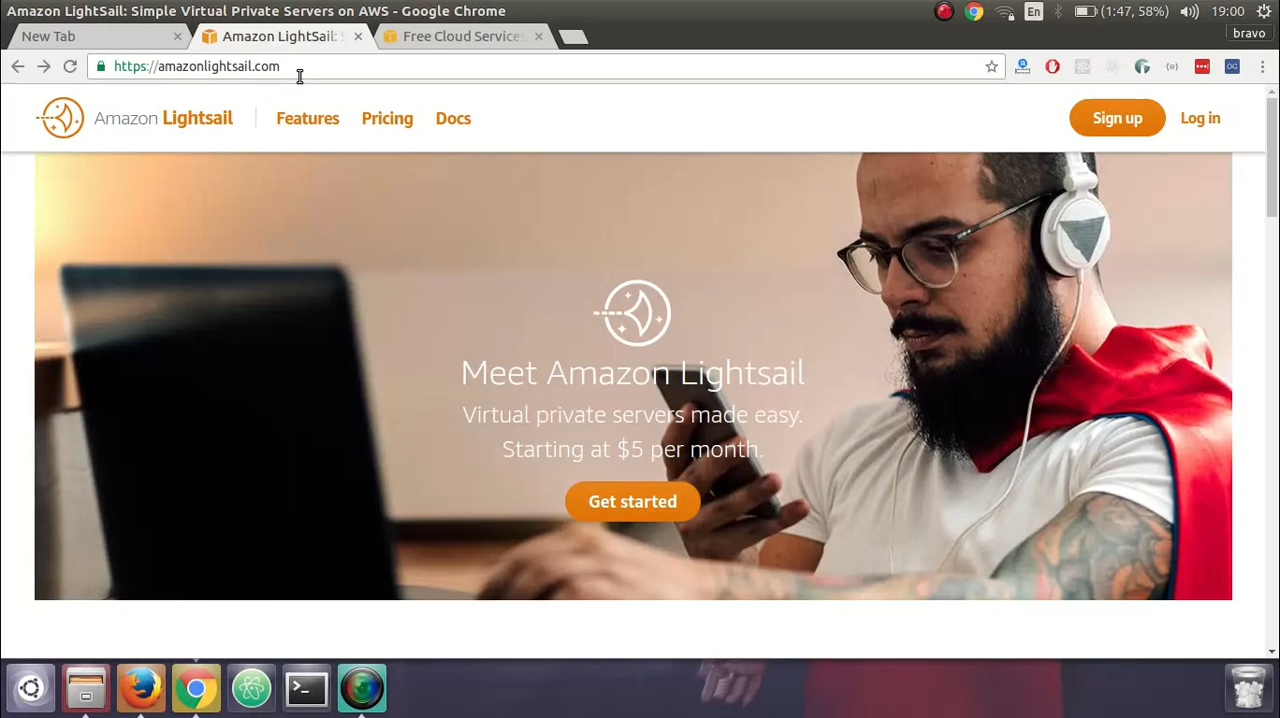 Amazon LightSail: Simple Virtual Private Servers on AWS - Google Chrome
En (1:47, 58%) 19:00
New Tab
Amazon LightSail:
Free Cloud Services
bravo
https://amazonlightsail.com
Amazon Lightsail
Features
Pricing
Docs
Sign up
Log in
Meet Amazon Lightsail
Virtual private servers made easy.
Starting at $5 per month.
Get started